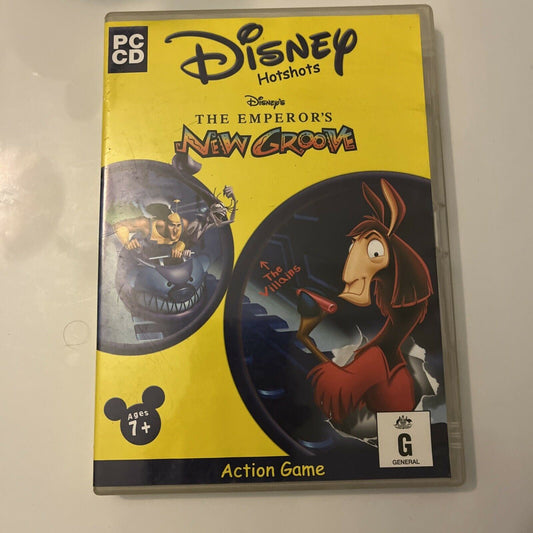 PC
CD
Disney
Hotshots
Disney's
THE EMPEROR'S
NEW GROOVE
The
Villains
Ages
7+
G
GENERAL
Action Game